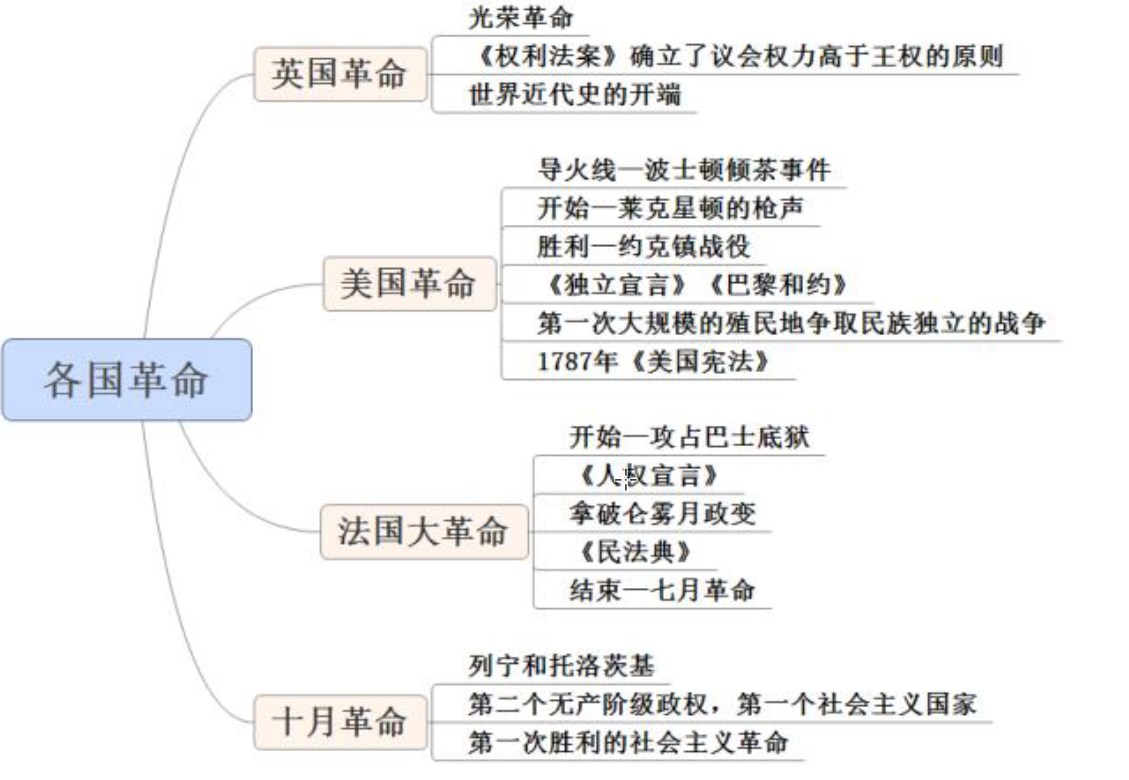 各国革命
英国革命
光荣革命
《权利法案》确立了议会权力高于王权的原则
世界近代史的开端
美国革命
导火线—波士顿倾茶事件
开始—莱克星顿的枪声
胜利—约克镇战役
《独立宣言》《巴黎和约》
第一次大规模的殖民地争取民族独立的战争
1787年《美国宪法》
法国大革命
开始—攻占巴士底狱
《人权宣言》
拿破仑雾月政变
《民法典》
结束—七月革命
十月革命
列宁和托洛茨基
第二个无产阶级政权，第一个社会主义国家
第一次胜利的社会主义革命